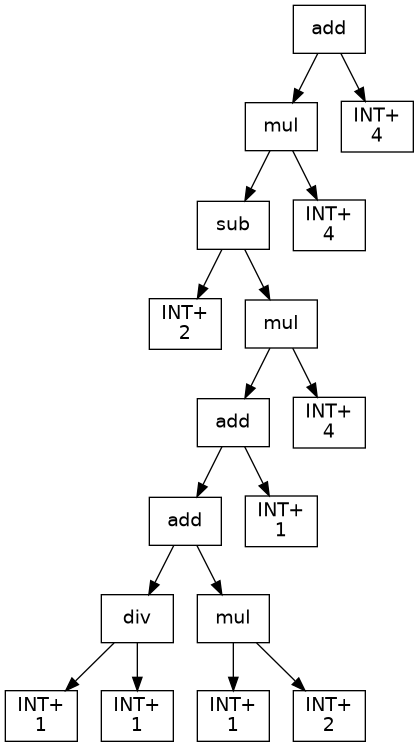 add
mul
INT+
4
sub
INT+
4
INT+
2
mul
add
INT+
4
add
INT+
1
div
mul
INT+
1
INT+
1
INT+
1
INT+
2